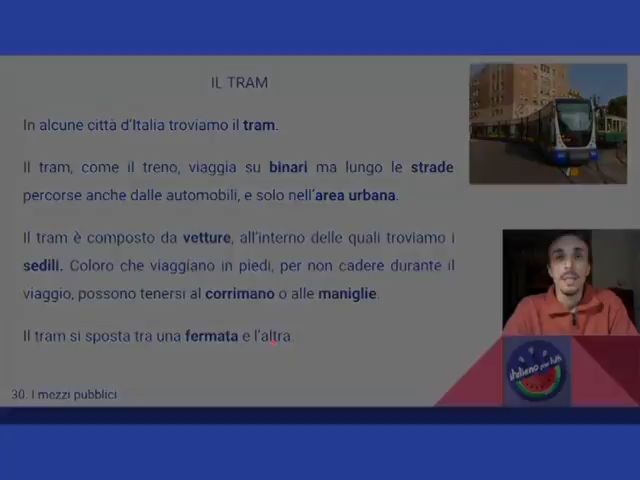 IL TRAM
In alcune città d'Italia troviamo il tram.
Il tram, come il treno, viaggia su binari ma lungo le strade
percorse anche dalle automobili, e solo nell'area urbana.
Il tram è composto da vetture, all'interno delle quali troviamo i
sedili. Coloro che viaggiano in piedi, per non cadere durante il
viaggio, possono tenersi al corrimano o alle maniglie.
Il tram si sposta tra una fermata e l'altra.
italiano per tutti
30. I mezzi pubblici